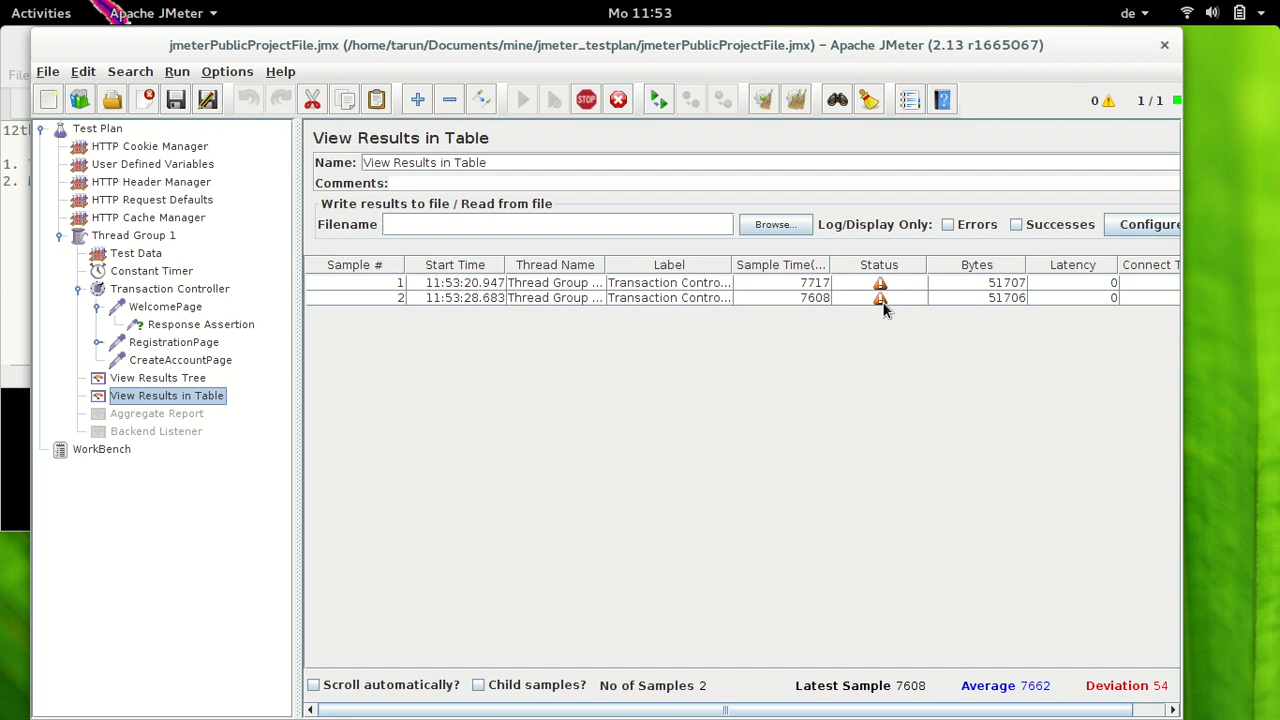 Activities Apache JMeter Mo 11:53 de
jmeterPublicProjectFile.jmx (/home/tarun/Documents/mine/jmeter_testplan/jmeterPublicProjectFile.jmx) – Apache JMeter (2.13 r1665067)
File
File Edit Search Run Options Help
STOP 0 1 / 1
12th
1.
2.
Test Plan
HTTP Cookie Manager
User Defined Variables
HTTP Header Manager
HTTP Request Defaults
HTTP Cache Manager
Thread Group 1
Test Data
Constant Timer
Transaction Controller
WelcomePage
Response Assertion
RegistrationPage
CreateAccountPage
View Results Tree
View Results in Table
Aggregate Report
Backend Listener
WorkBench
View Results in Table
Name: View Results in Table
Comments:
Write results to file / Read from file
Filename Browse... Log/Display Only: Errors Successes Configure
Sample # Start Time Thread Name Label Sample Time(... Status Bytes Latency Connect T
1 11:53:20.947 Thread Group ... Transaction Contro... 7717 51707 0
2 11:53:28.683 Thread Group ... Transaction Contro... 7608 51706 0
Scroll automatically? Child samples? No of Samples 2 Latest Sample 7608 Average 7662 Deviation 54